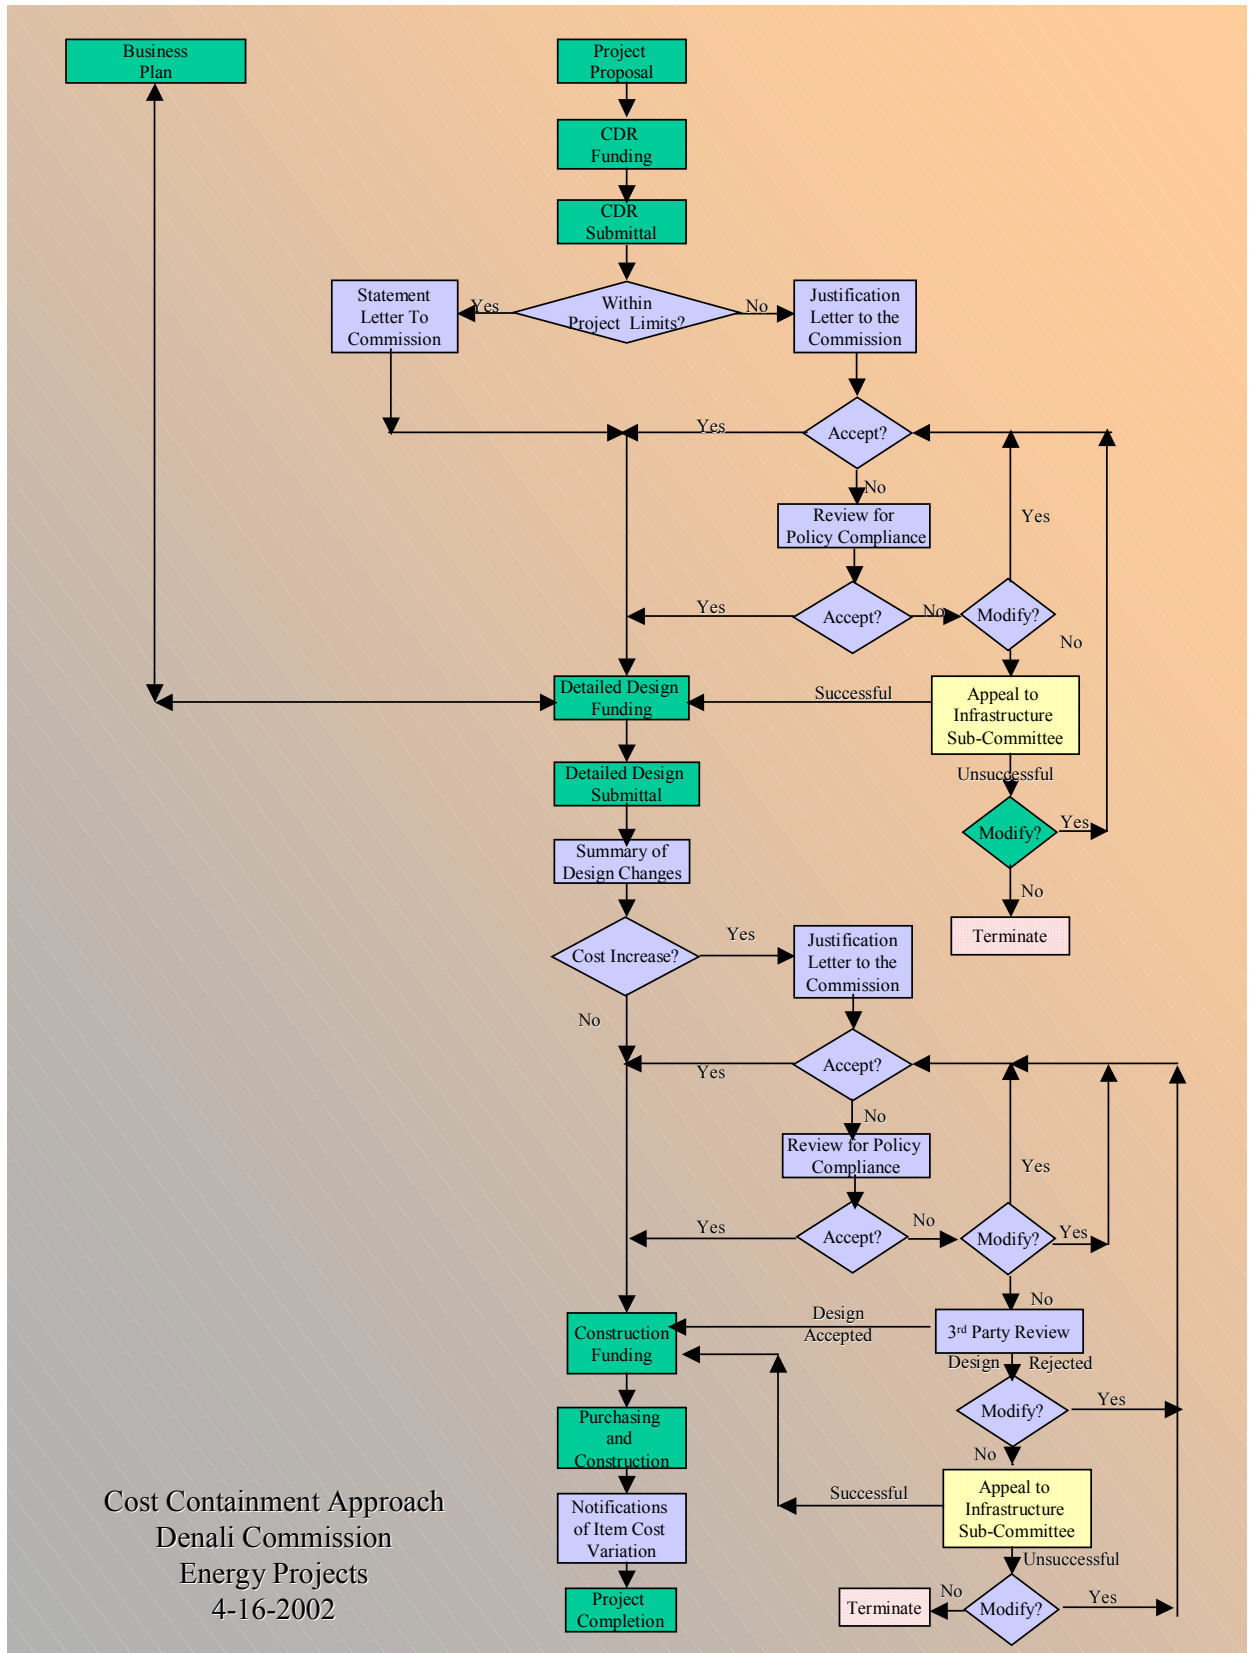 Business
Plan
Project
Proposal
CDR
Funding
CDR
Submittal
Statement
Letter To
Commission
Yes
Within
Project Limits?
No
Justification
Letter to the
Commission
Yes
Accept?
No
Review for
Policy Compliance
Yes
Yes
Accept?
No
Modify?
No
Detailed Design
Funding
Successful
Appeal to
Infrastructure
Sub-Committee
Unsuccessful
Detailed Design
Submittal
Modify?
Yes
No
Terminate
Summary of
Design Changes
Cost Increase?
Yes
Justification
Letter to the
Commission
No
Yes
Accept?
No
Review for Policy
Compliance
Yes
Yes
Accept?
No
Modify?
Yes
No
Construction
Funding
Design
Accepted
3rd Party Review
Design Rejected
Modify?
Yes
No
Purchasing
and
Construction
Successful
Appeal to
Infrastructure
Sub-Committee
Unsuccessful
Notifications
of Item Cost
Variation
Project
Completion
Terminate
No
Modify?
Yes
Cost Containment Approach
Denali Commission
Energy Projects
4-16-2002